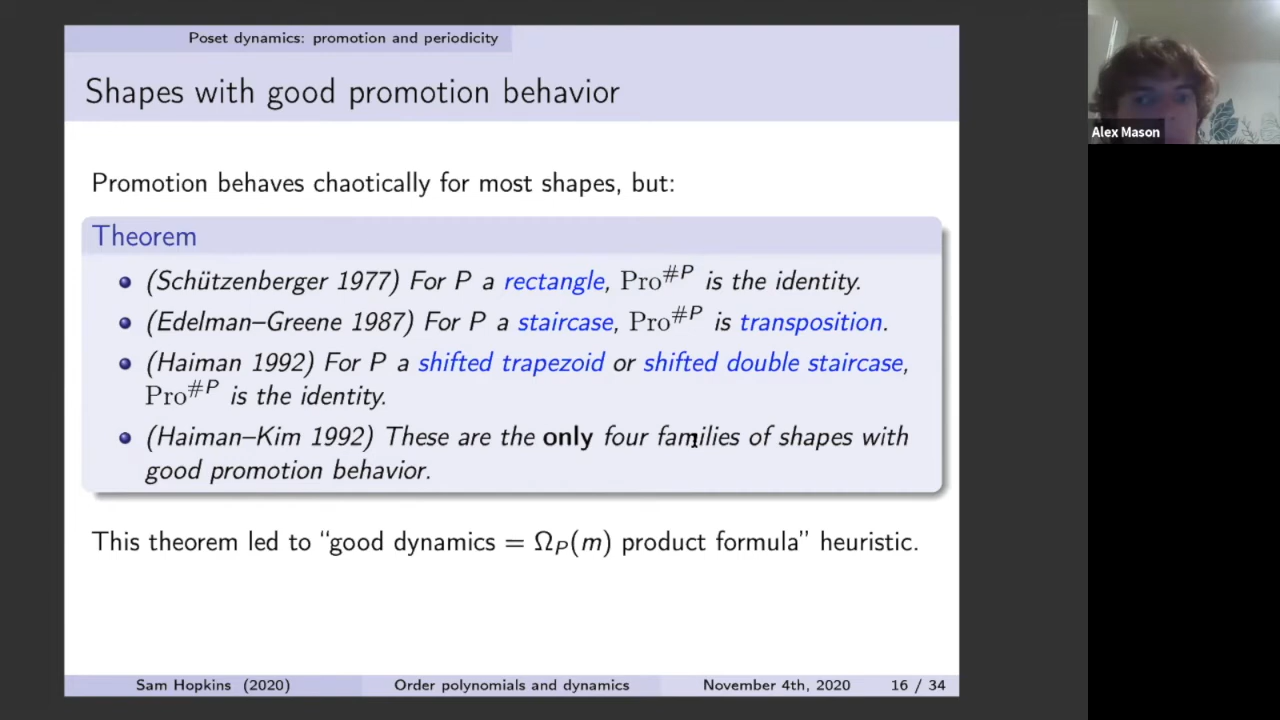 Poset dynamics: promotion and periodicity
Shapes with good promotion behavior
Alex Mason
Promotion behaves chaotically for most shapes, but:
Theorem
(Schützenberger 1977) For P a rectangle, Pro^#P is the identity.
(Edelman–Greene 1987) For P a staircase, Pro^#P is transposition.
(Haiman 1992) For P a shifted trapezoid or shifted double staircase,
Pro^#P is the identity.
(Haiman–Kim 1992) These are the only four families of shapes with
good promotion behavior.
This theorem led to “good dynamics = Ω_P(m) product formula” heuristic.
Sam Hopkins (2020) Order polynomials and dynamics November 4th, 2020 16 / 34